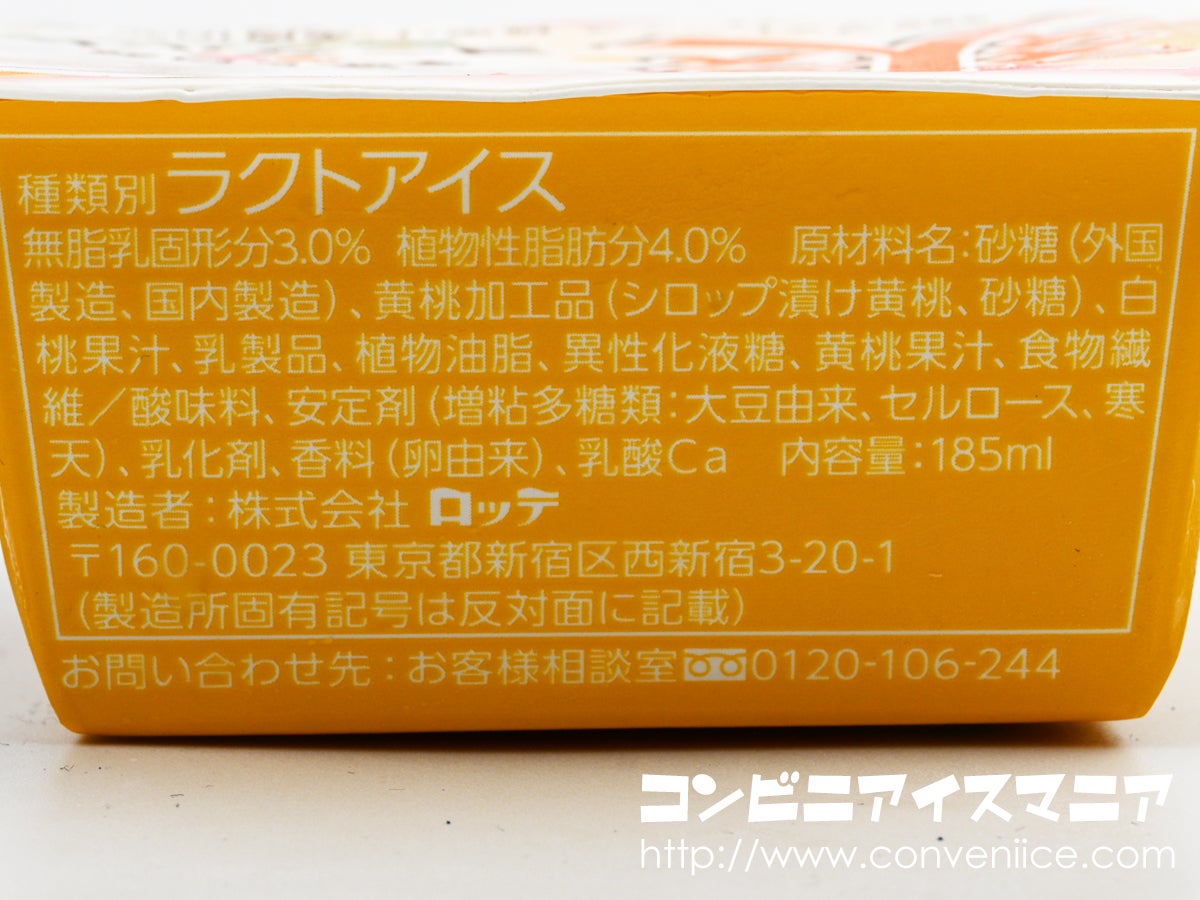 種類別 ラクトアイス
無脂乳固形分3.0% 植物性脂肪分4.0% 原材料名:砂糖(外国
製造、国内製造)、黄桃加工品(シロップ漬け黄桃、砂糖)、白
桃果汁、乳製品、植物油脂、異性化液糖、黄桃果汁、食物繊
維/酸味料、安定剤(増粘多糖類:大豆由来、セルロース、寒
天)、乳化剤、香料(卵由来)、乳酸Ca 内容量:185ml
製造者:株式会社 ロッテ
〒160-0023 東京都新宿区西新宿3-20-1
(製造所固有記号は反対面に記載)
お問い合わせ先:お客様相談室0120-106-244
コンビニアイスマニア
http://www.conveniice.com